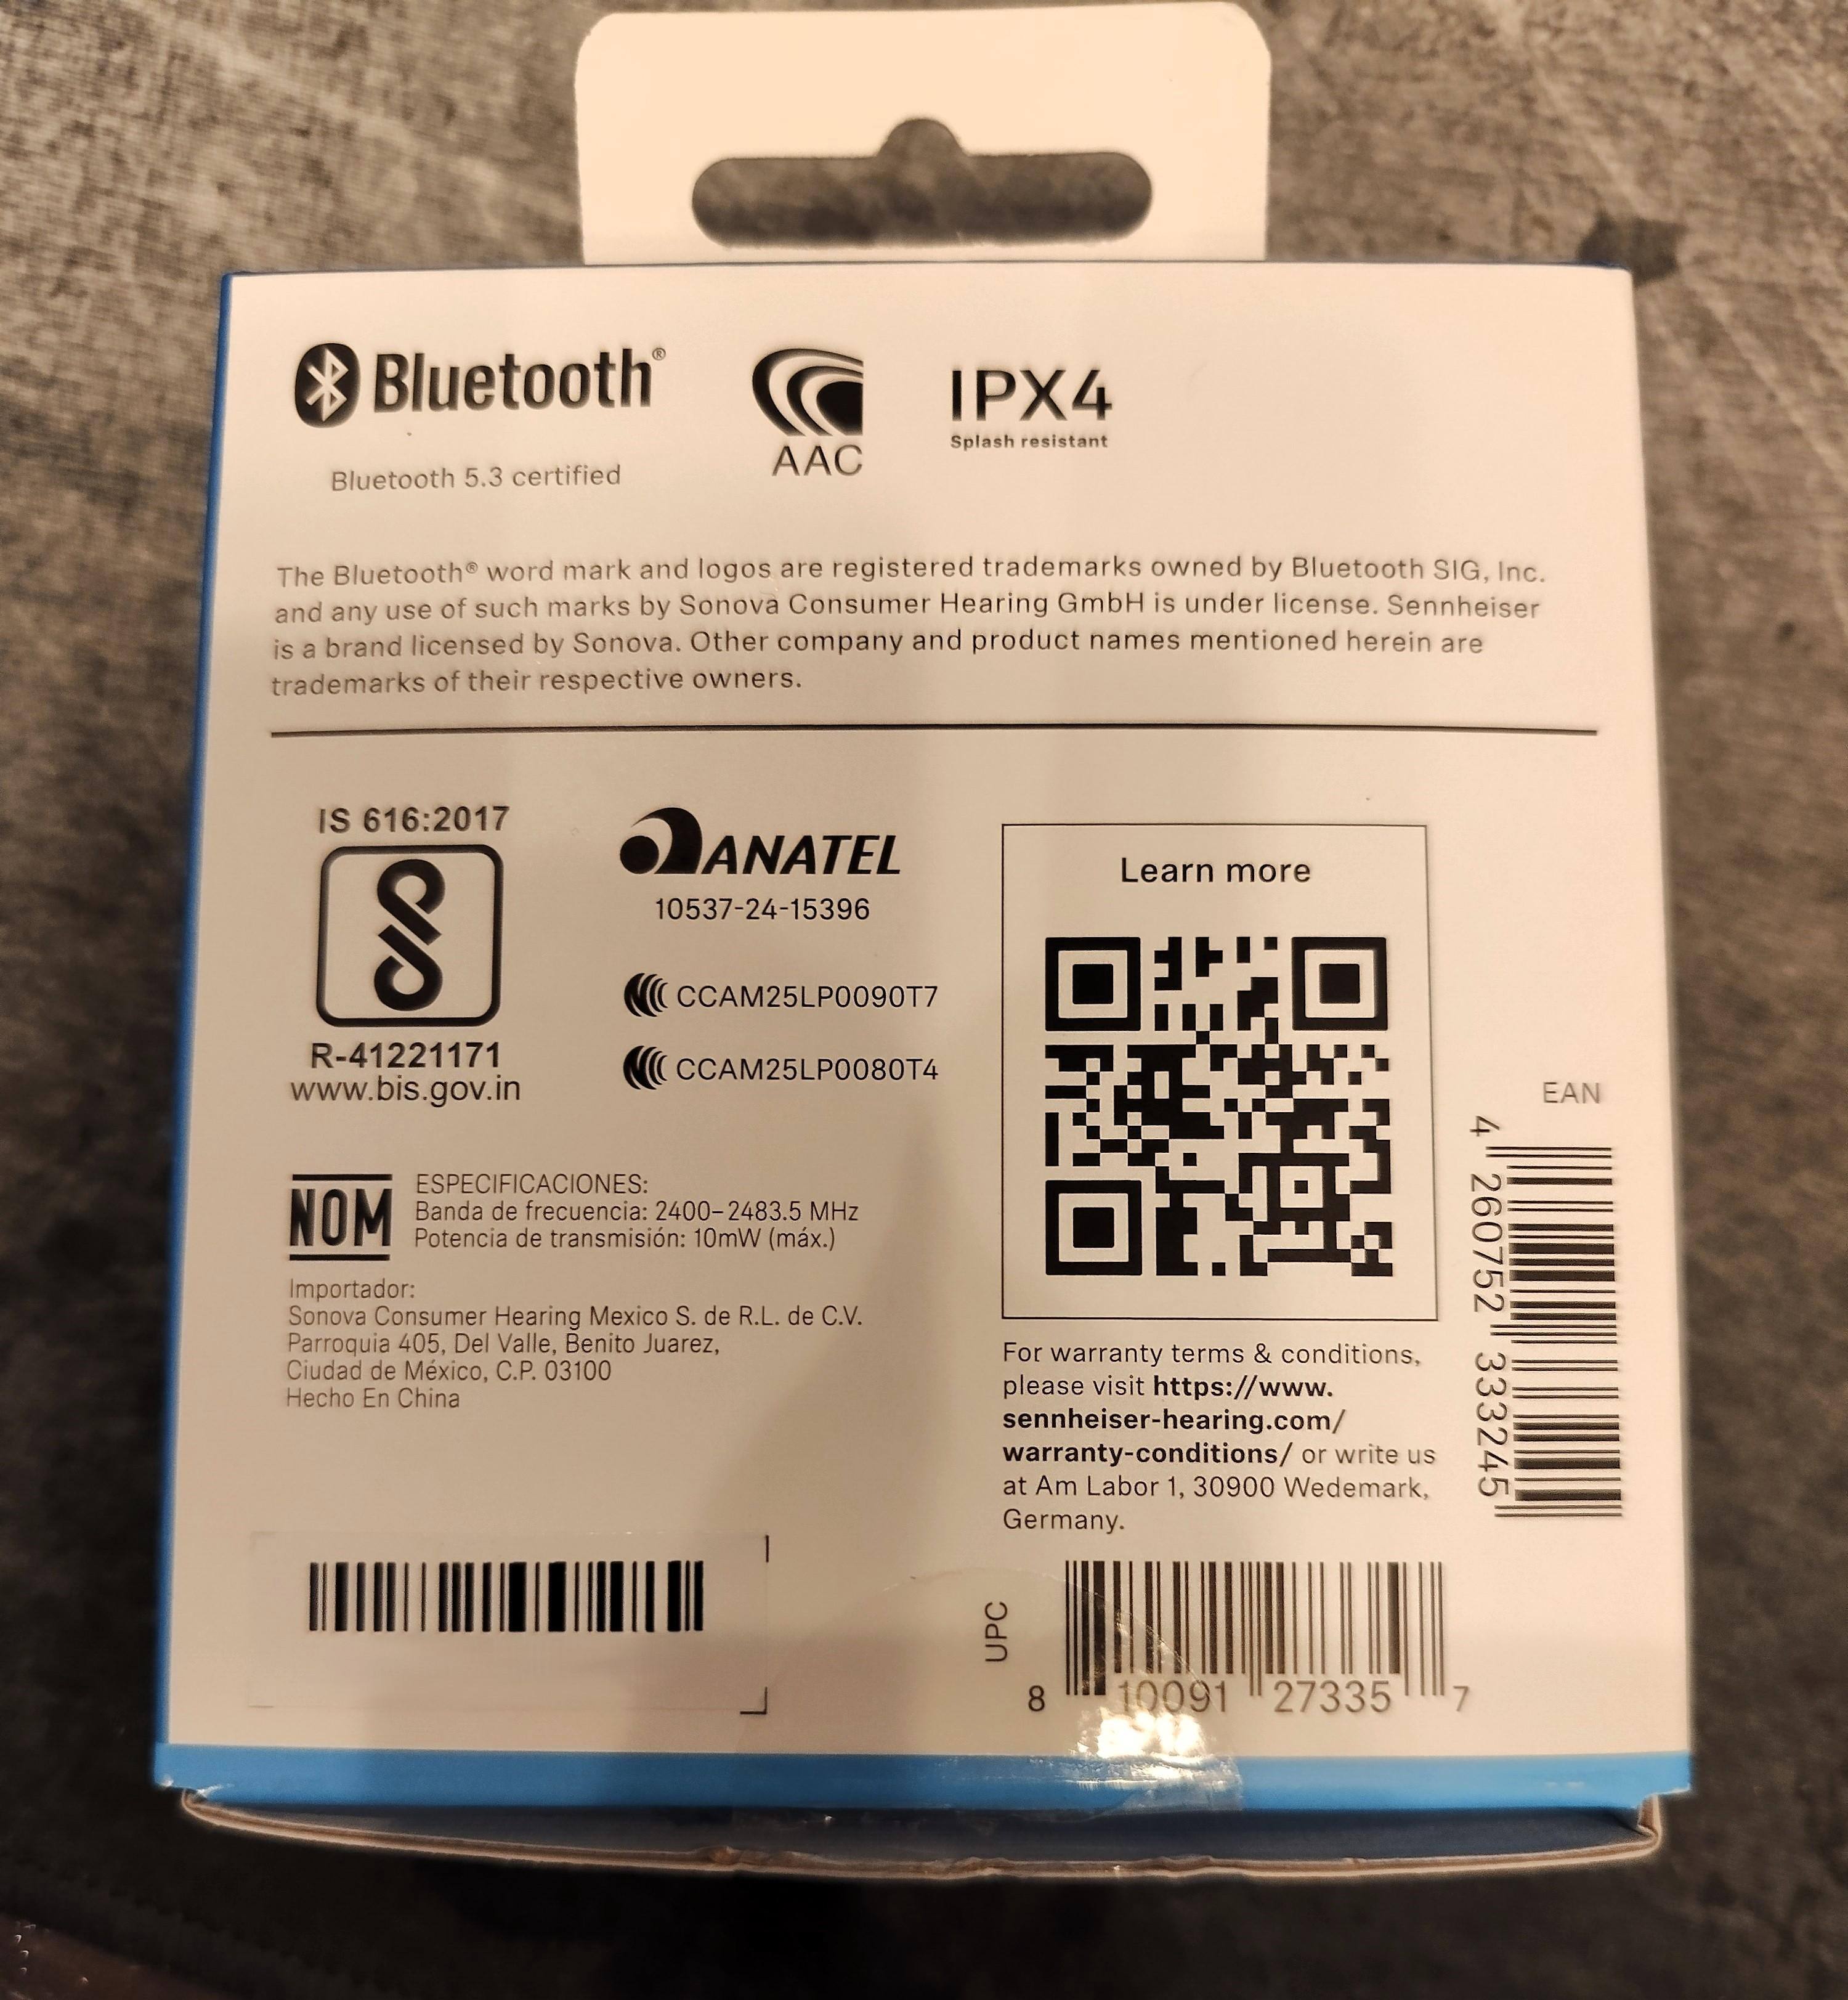 Bluetooth®
Bluetooth 5.3 certified
AAC
IPX4
Splash resistant
The Bluetooth® word mark and logos are registered trademarks owned by Bluetooth SIG, Inc.
and any use of such marks by Sonova Consumer Hearing GmbH is under license. Sennheiser
is a brand licensed by Sonova. Other company and product names mentioned herein are
trademarks of their respective owners.
IS 616:2017
R-41221171
www.bis.gov.in
ANATEL
10537-24-15396
CCAM25LP0090T7
CCAM25LP0080T4
NOM
ESPECIFICACIONES:
Banda de frecuencia: 2400–2483.5 MHz
Potencia de transmisión: 10mW (máx.)
Importador:
Sonova Consumer Hearing Mexico S. de R.L. de C.V.
Parroquia 405, Del Valle, Benito Juarez,
Ciudad de México, C.P. 03100
Hecho En China
Learn more
For warranty terms & conditions,
please visit https://www.
sennheiser-hearing.com/
warranty-conditions/ or write us
at Am Labor 1, 30900 Wedemark,
Germany.
EAN
4 260752 333245
UPC
8 10091 27335 7